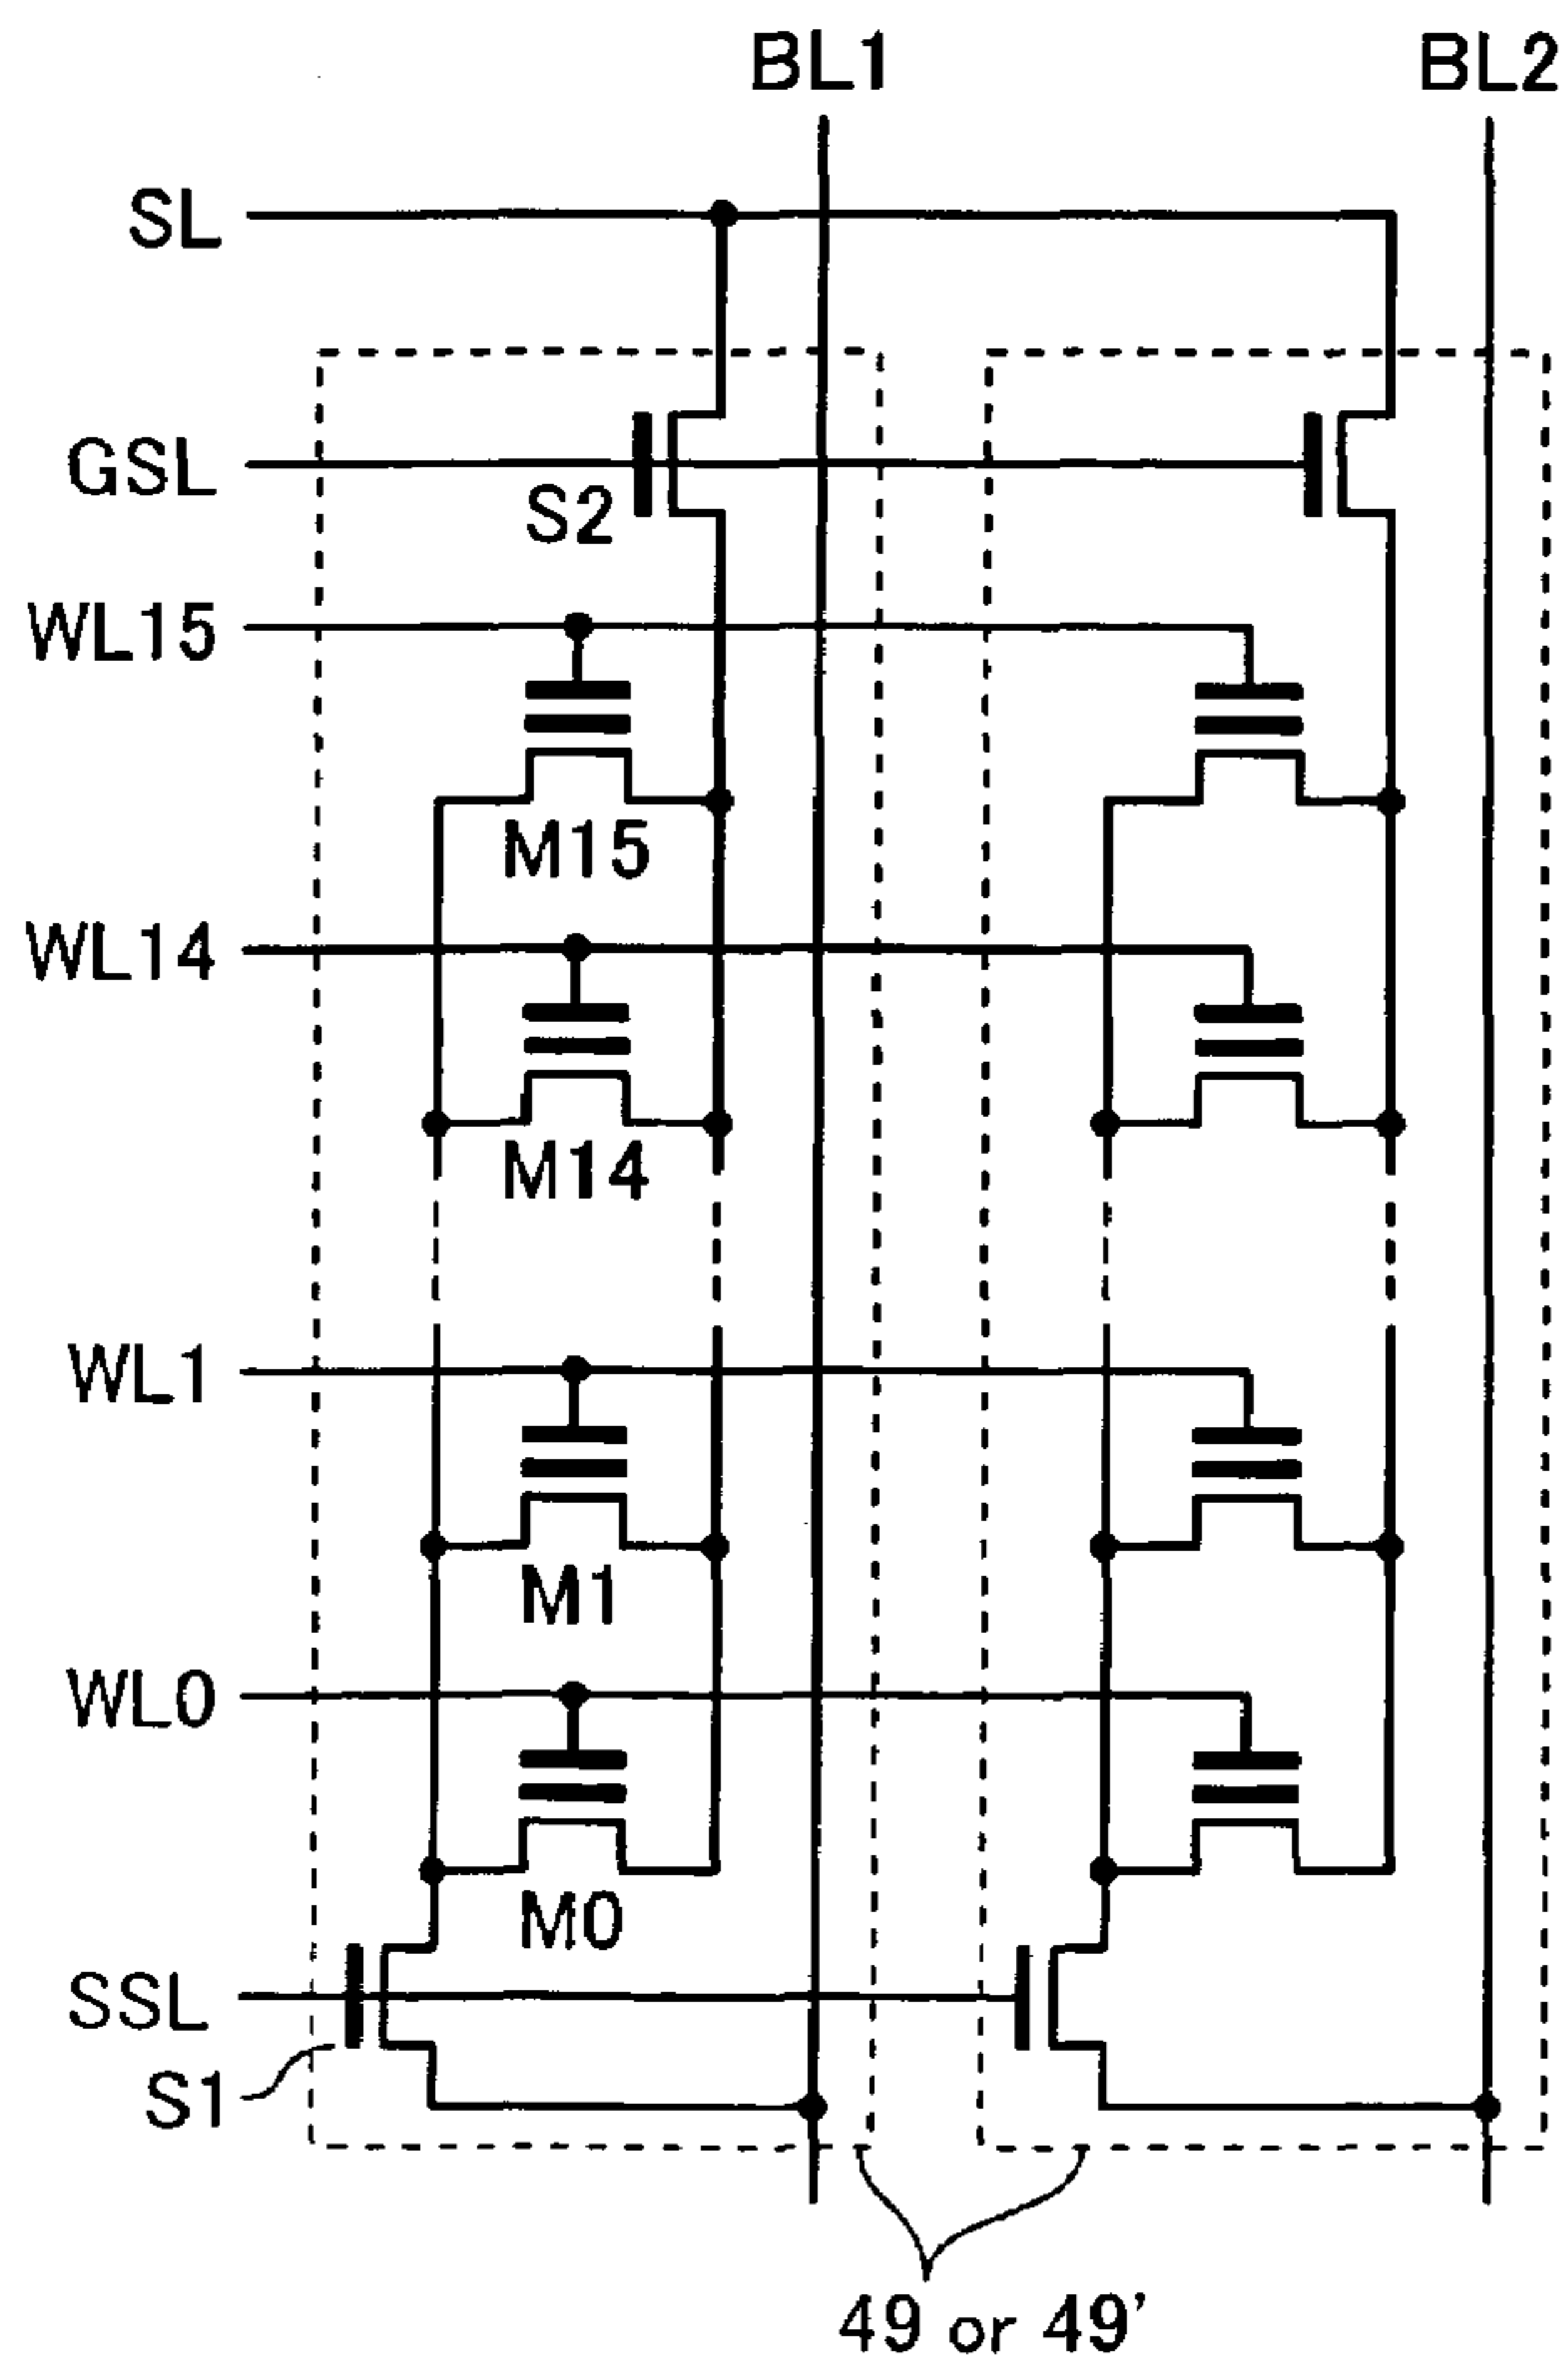 BL1
BL2
SL
GSL
S2
WL15
M15
WL14
M14
WL1
M1
WL0
M0
SSL
S1
49 or 49'